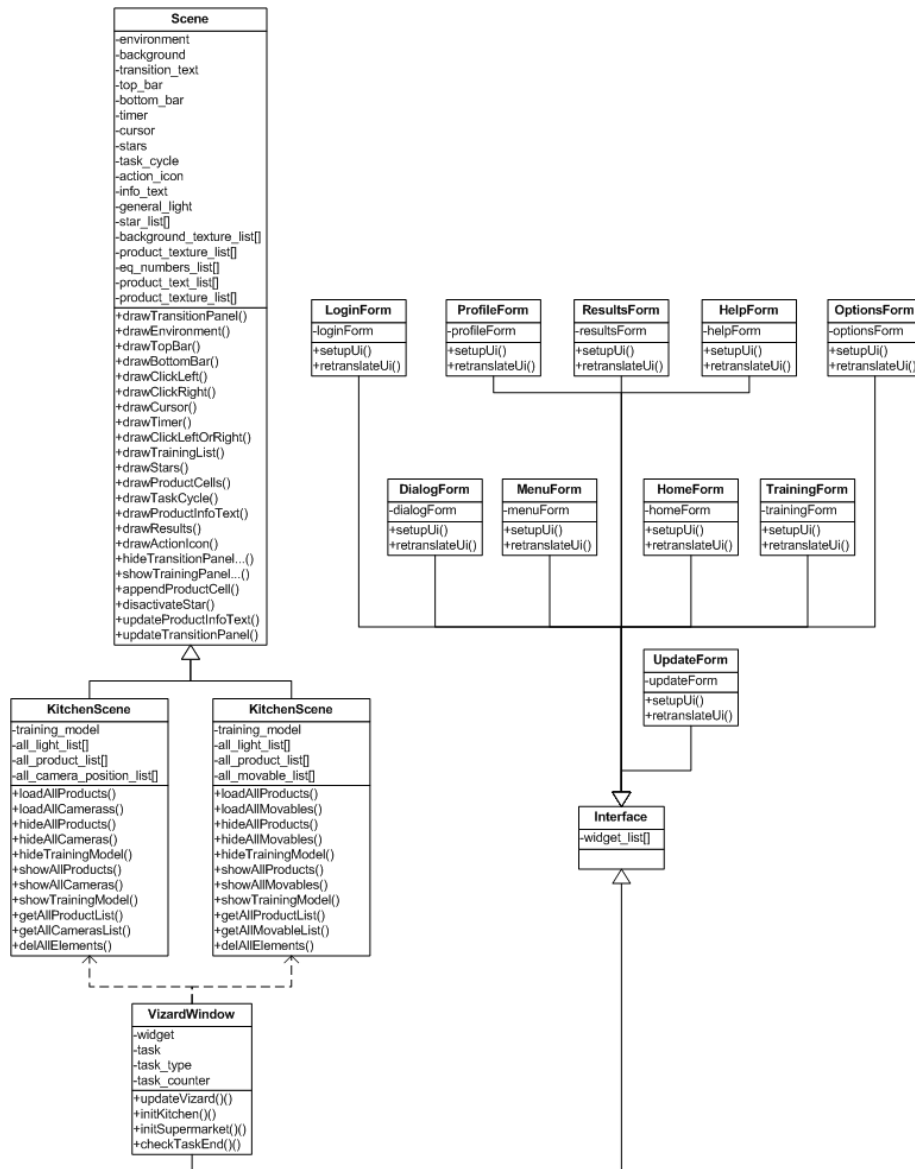 Scene
-environment
-background
-transition_text
-top_bar
-bottom_bar
-timer
-cursor
-stars
-task_cycle
-action_icon
-info_text
-general_light
-star_list[]
-background_texture_list[]
-product_texture_list[]
-eq_numbers_list[]
-product_text_list[]
-product_texture_list[]
+drawTransitionPanel()
+drawEnvironment()
+drawTopBar()
+drawBottomBar()
+drawClickLeft()
+drawClickRight()
+drawCursor()
+drawTimer()
+drawClickLeftOrRight()
+drawTrainingList()
+drawStars()
+drawProductCells()
+drawTaskCycle()
+drawProductInfoText()
+drawResults()
+drawActionIcon()
+hideTransitionPanel...()
+showTrainingPanel...()
+appendProductCell()
+disactivateStar()
+updateProductInfoText()
+updateTransitionPanel()
LoginForm
-loginForm
+setupUi()
+retranslateUi()
ProfileForm
-profileForm
+setupUi()
+retranslateUi()
ResultsForm
-resultsForm
+setupUi()
+retranslateUi()
HelpForm
-helpForm
+setupUi()
+retranslateUi()
OptionsForm
-optionsForm
+setupUi()
+retranslateUi()
DialogForm
-dialogForm
+setupUi()
+retranslateUi()
MenuForm
-menuForm
+setupUi()
+retranslateUi()
HomeForm
-homeForm
+setupUi()
+retranslateUi()
TrainingForm
-trainingForm
+setupUi()
+retranslateUi()
UpdateForm
-updateForm
+setupUi()
+retranslateUi()
KitchenScene
-training_model
-all_light_list[]
-all_product_list[]
-all_camera_position_list[]
+loadAllProducts()
+loadAllCamerass()
+hideAllProducts()
+hideAllCameras()
+hideTrainingModel()
+showAllProducts()
+showAllCameras()
+showTrainingModel()
+getAllProductList()
+getAllCamerasList()
+delAllElements()
KitchenScene
-training_model
-all_light_list[]
-all_product_list[]
-all_movable_list[]
+loadAllProducts()
+loadAllMovables()
+hideAllProducts()
+hideAllMovables()
+hideTrainingModel()
+showAllProducts()
+showAllMovables()
+showTrainingModel()
+getAllProductList()
+getAllMovableList()
+delAllElements()
Interface
-widget_list[]
VizardWindow
-widget
-task
-task_type
-task_counter
+updateVizard()()
+initKitchen()()
+initSupermarket()()
+checkTaskEnd()()